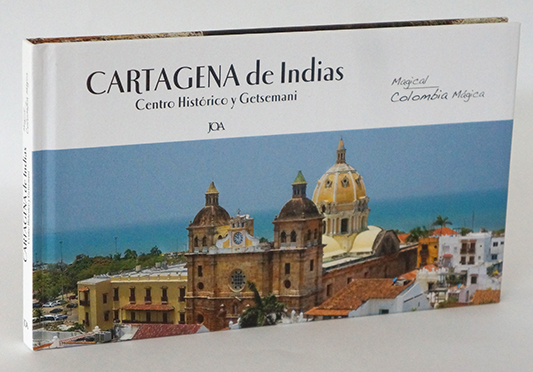 CARTAGENA de Indias
Centro Histórico y Getsemaní
JOA
Magical
Colombia Mágica
CARTAGENA de Indias